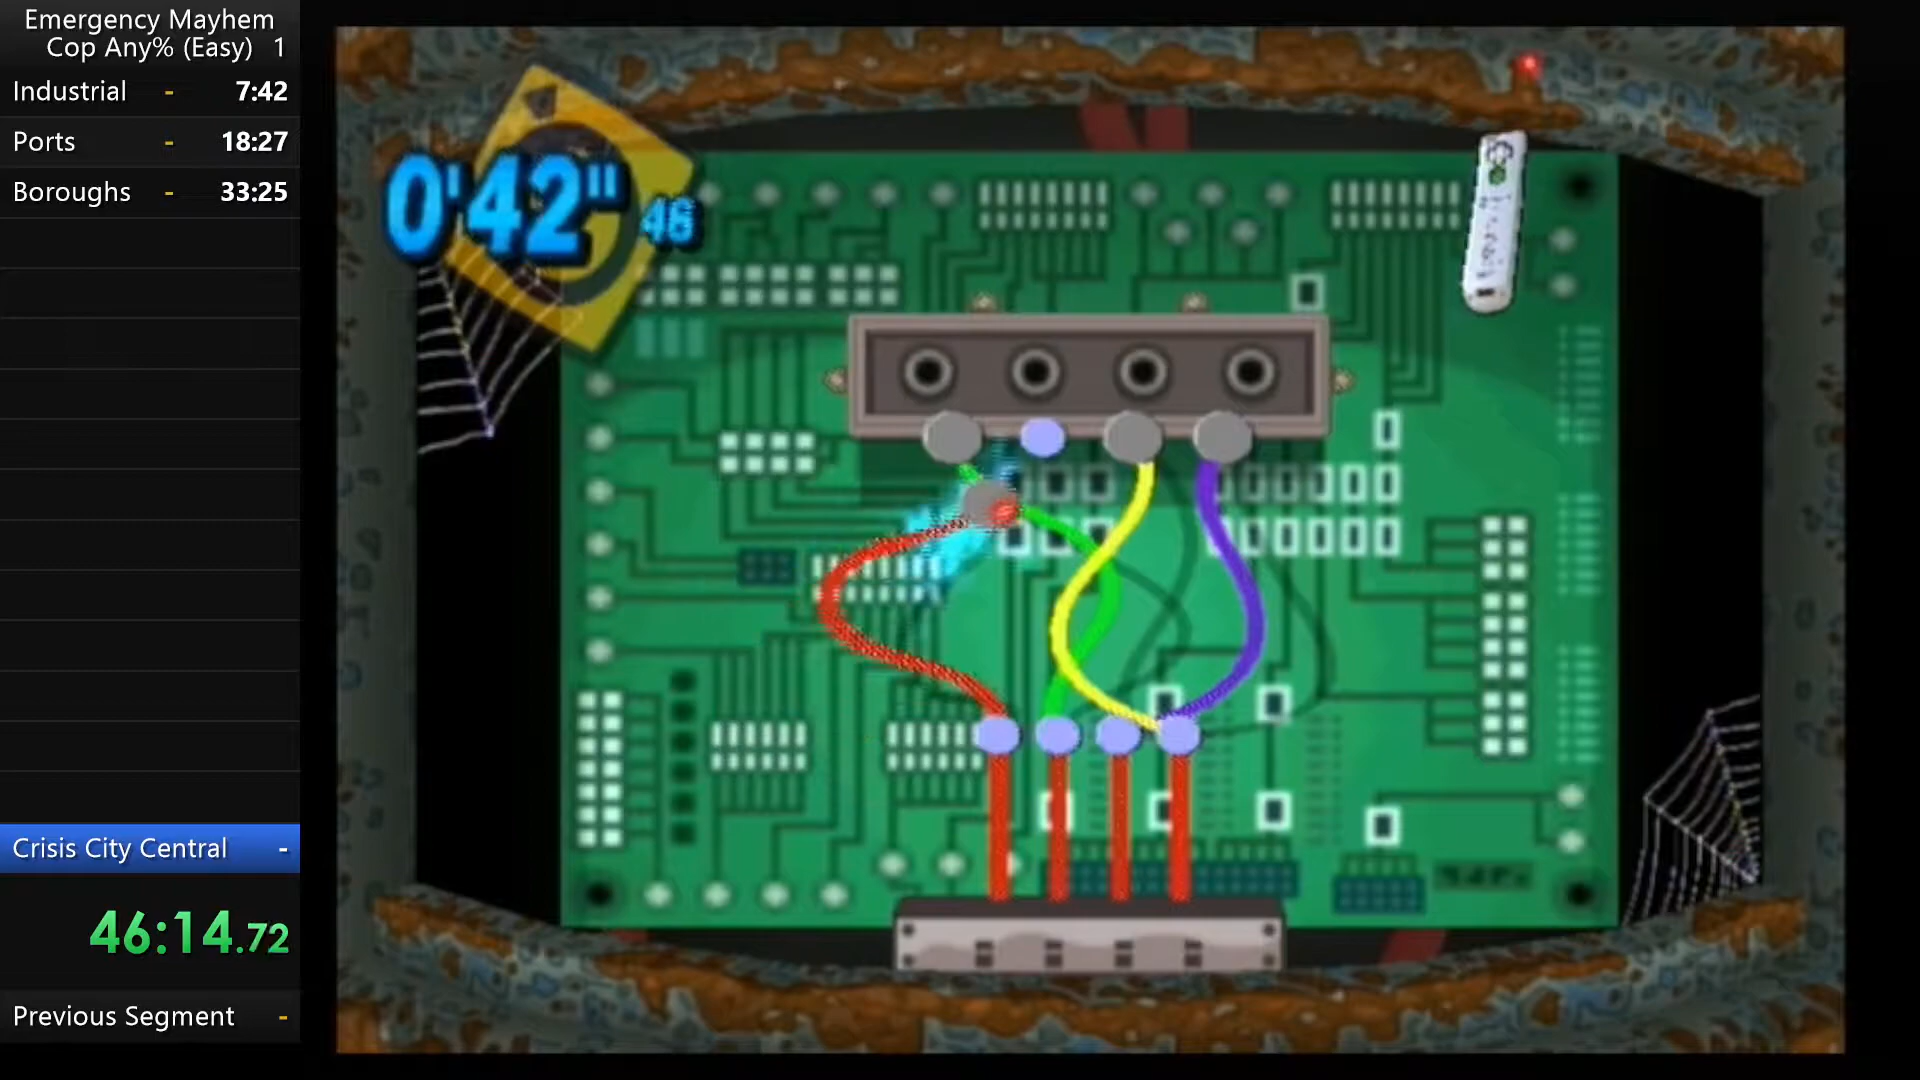 Emergency Mayhem
Cop Any% (Easy) 1
Industrial - 7:42
Ports - 18:27
Boroughs - 33:25
Crisis City Central -
46:14.72
Previous Segment -
0'42"46